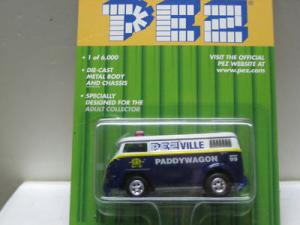 PEZ
• 1 of 6,000
• DIE-CAST
METAL BODY
AND CHASSIS
• SPECIALLY
DESIGNED FOR THE
ADULT COLLECTOR
VISIT THE OFFICIAL
PEZ WEBSITE AT
www.pez.com
PEZVILLE
PADDYWAGON
99